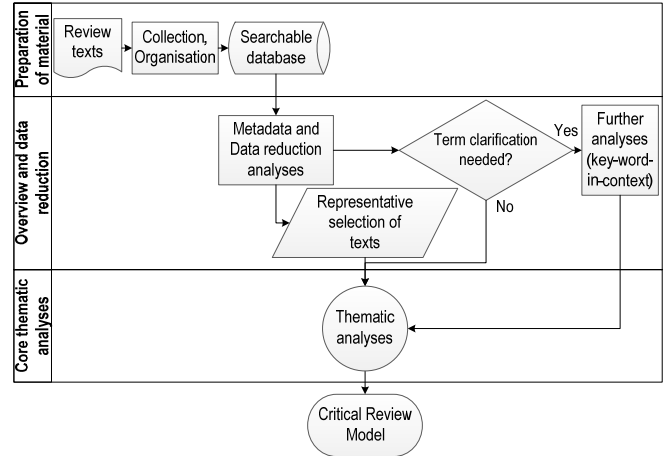 Preparation
of material
Review
texts
Collection,
Organisation
Searchable
database
Overview and data
reduction
Metadata and
Data reduction
analyses
Term clarification
needed?
Yes
Further
analyses
(key-word-
in-context)
No
Representative
selection of
texts
Core thematic
analyses
Thematic
analyses
Critical Review
Model